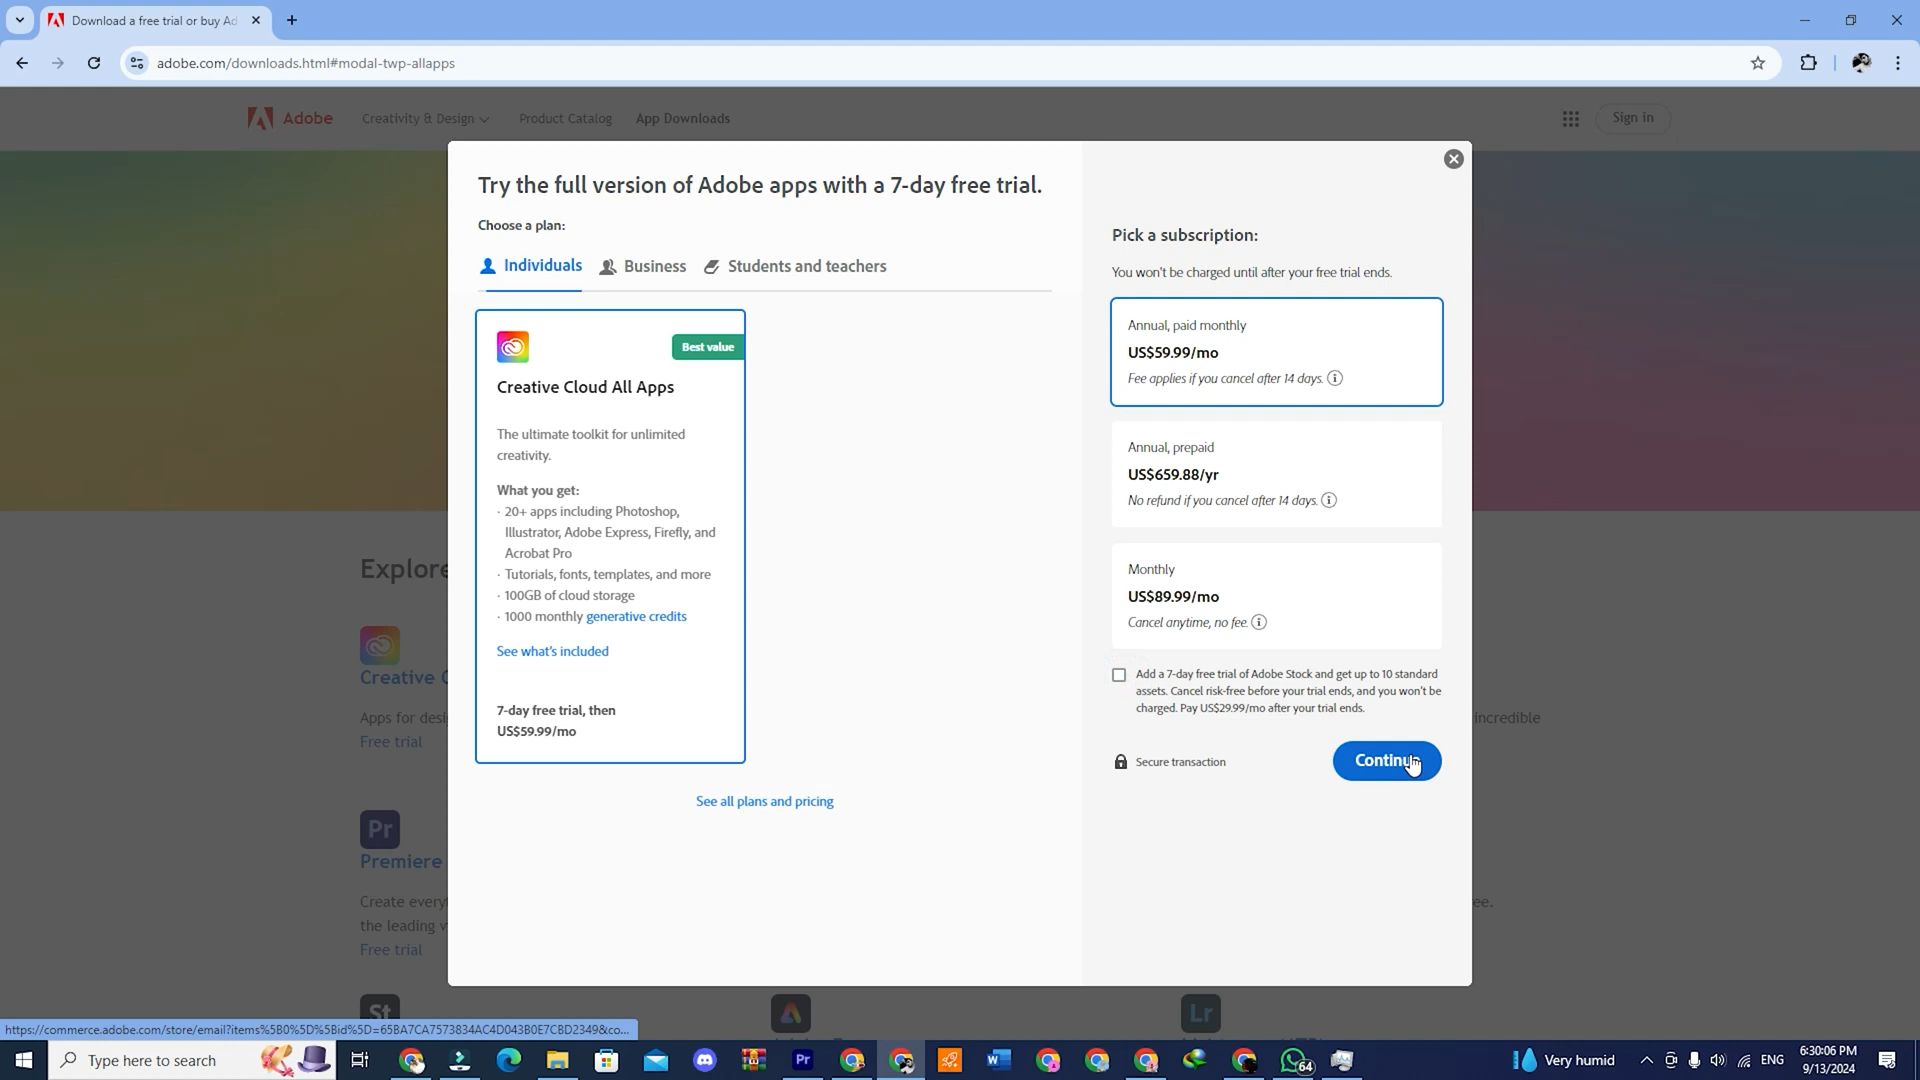 Download a free trial or buy Ad
adobe.com/downloads.html#modal-twp-allapps
Adobe
Creativity & Design
Product Catalog
App Downloads
Sign in
Try the full version of Adobe apps with a 7-day free trial.
Choose a plan:
Individuals
Business
Students and teachers
Best value
Creative Cloud All Apps
The ultimate toolkit for unlimited
creativity.
What you get:
· 20+ apps including Photoshop,
Illustrator, Adobe Express, Firefly, and
Acrobat Pro
· Tutorials, fonts, templates, and more
· 100GB of cloud storage
· 1000 monthly generative credits
See what's included
7-day free trial, then
US$59.99/mo
See all plans and pricing
Pick a subscription:
You won't be charged until after your free trial ends.
Annual, paid monthly
US$59.99/mo
Fee applies if you cancel after 14 days.
Annual, prepaid
US$659.88/yr
No refund if you cancel after 14 days.
Monthly
US$89.99/mo
Cancel anytime, no fee.
Add a 7-day free trial of Adobe Stock and get up to 10 standard
assets. Cancel risk-free before your trial ends, and you won't be
charged. Pay US$29.99/mo after your trial ends.
Secure transaction
Continue
Explore
Creative C
Apps for desi
incredible
Free trial
Pr
Premiere
Create every
ee.
the leading v
Free trial
St
Lr
https://commerce.adobe.com/store/email?items%5B0%5D%5Bid%5D=65BA7CA7573834AC4D043B0E7CBD2349&co...
Type here to search
Pr
64
Very humid
ENG
6:30:06 PM
9/13/2024